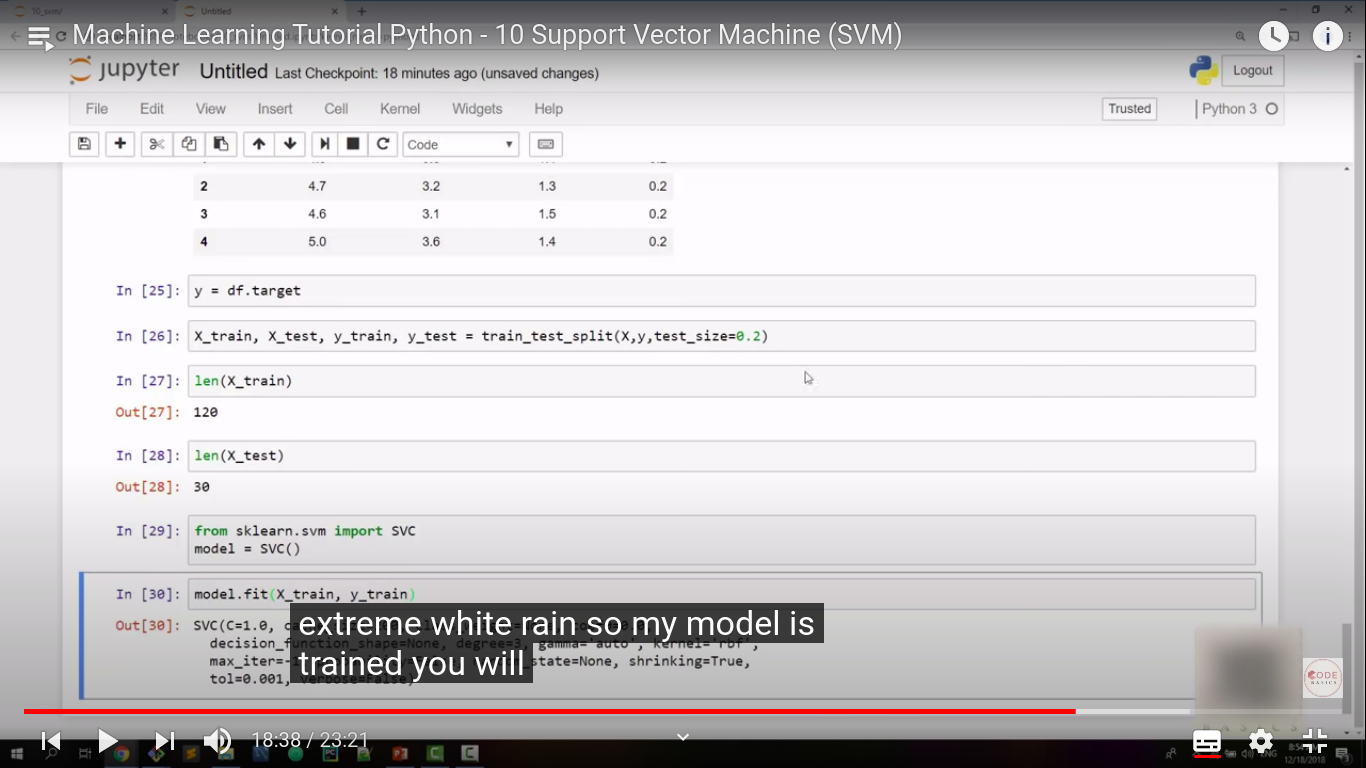 10_svm/
Untitled
Machine Learning Tutorial Python - 10 Support Vector Machine (SVM)
jupyter Untitled Last Checkpoint: 18 minutes ago (unsaved changes)
Logout
File Edit View Insert Cell Kernel Widgets Help
Trusted
Python 3
Code
2 4.7 3.2 1.3 0.2
3 4.6 3.1 1.5 0.2
4 5.0 3.6 1.4 0.2
In [25]: y = df.target
In [26]: X_train, X_test, y_train, y_test = train_test_split(X,y,test_size=0.2)
In [27]: len(X_train)
Out[27]: 120
In [28]: len(X_test)
Out[28]: 30
In [29]: from sklearn.svm import SVC
model = SVC()
In [30]: model.fit(X_train, y_train)
Out[30]: SVC(C=1.0,
decision_function_shape=None, degree=3, gamma='auto', kernel='rbf',
max_iter=- _state=None, shrinking=True,
tol=0.001, verbose=False)
extreme white rain so my model is
trained you will
CODE
BASICS
18:38 / 23:21
ENG
12/18/2018